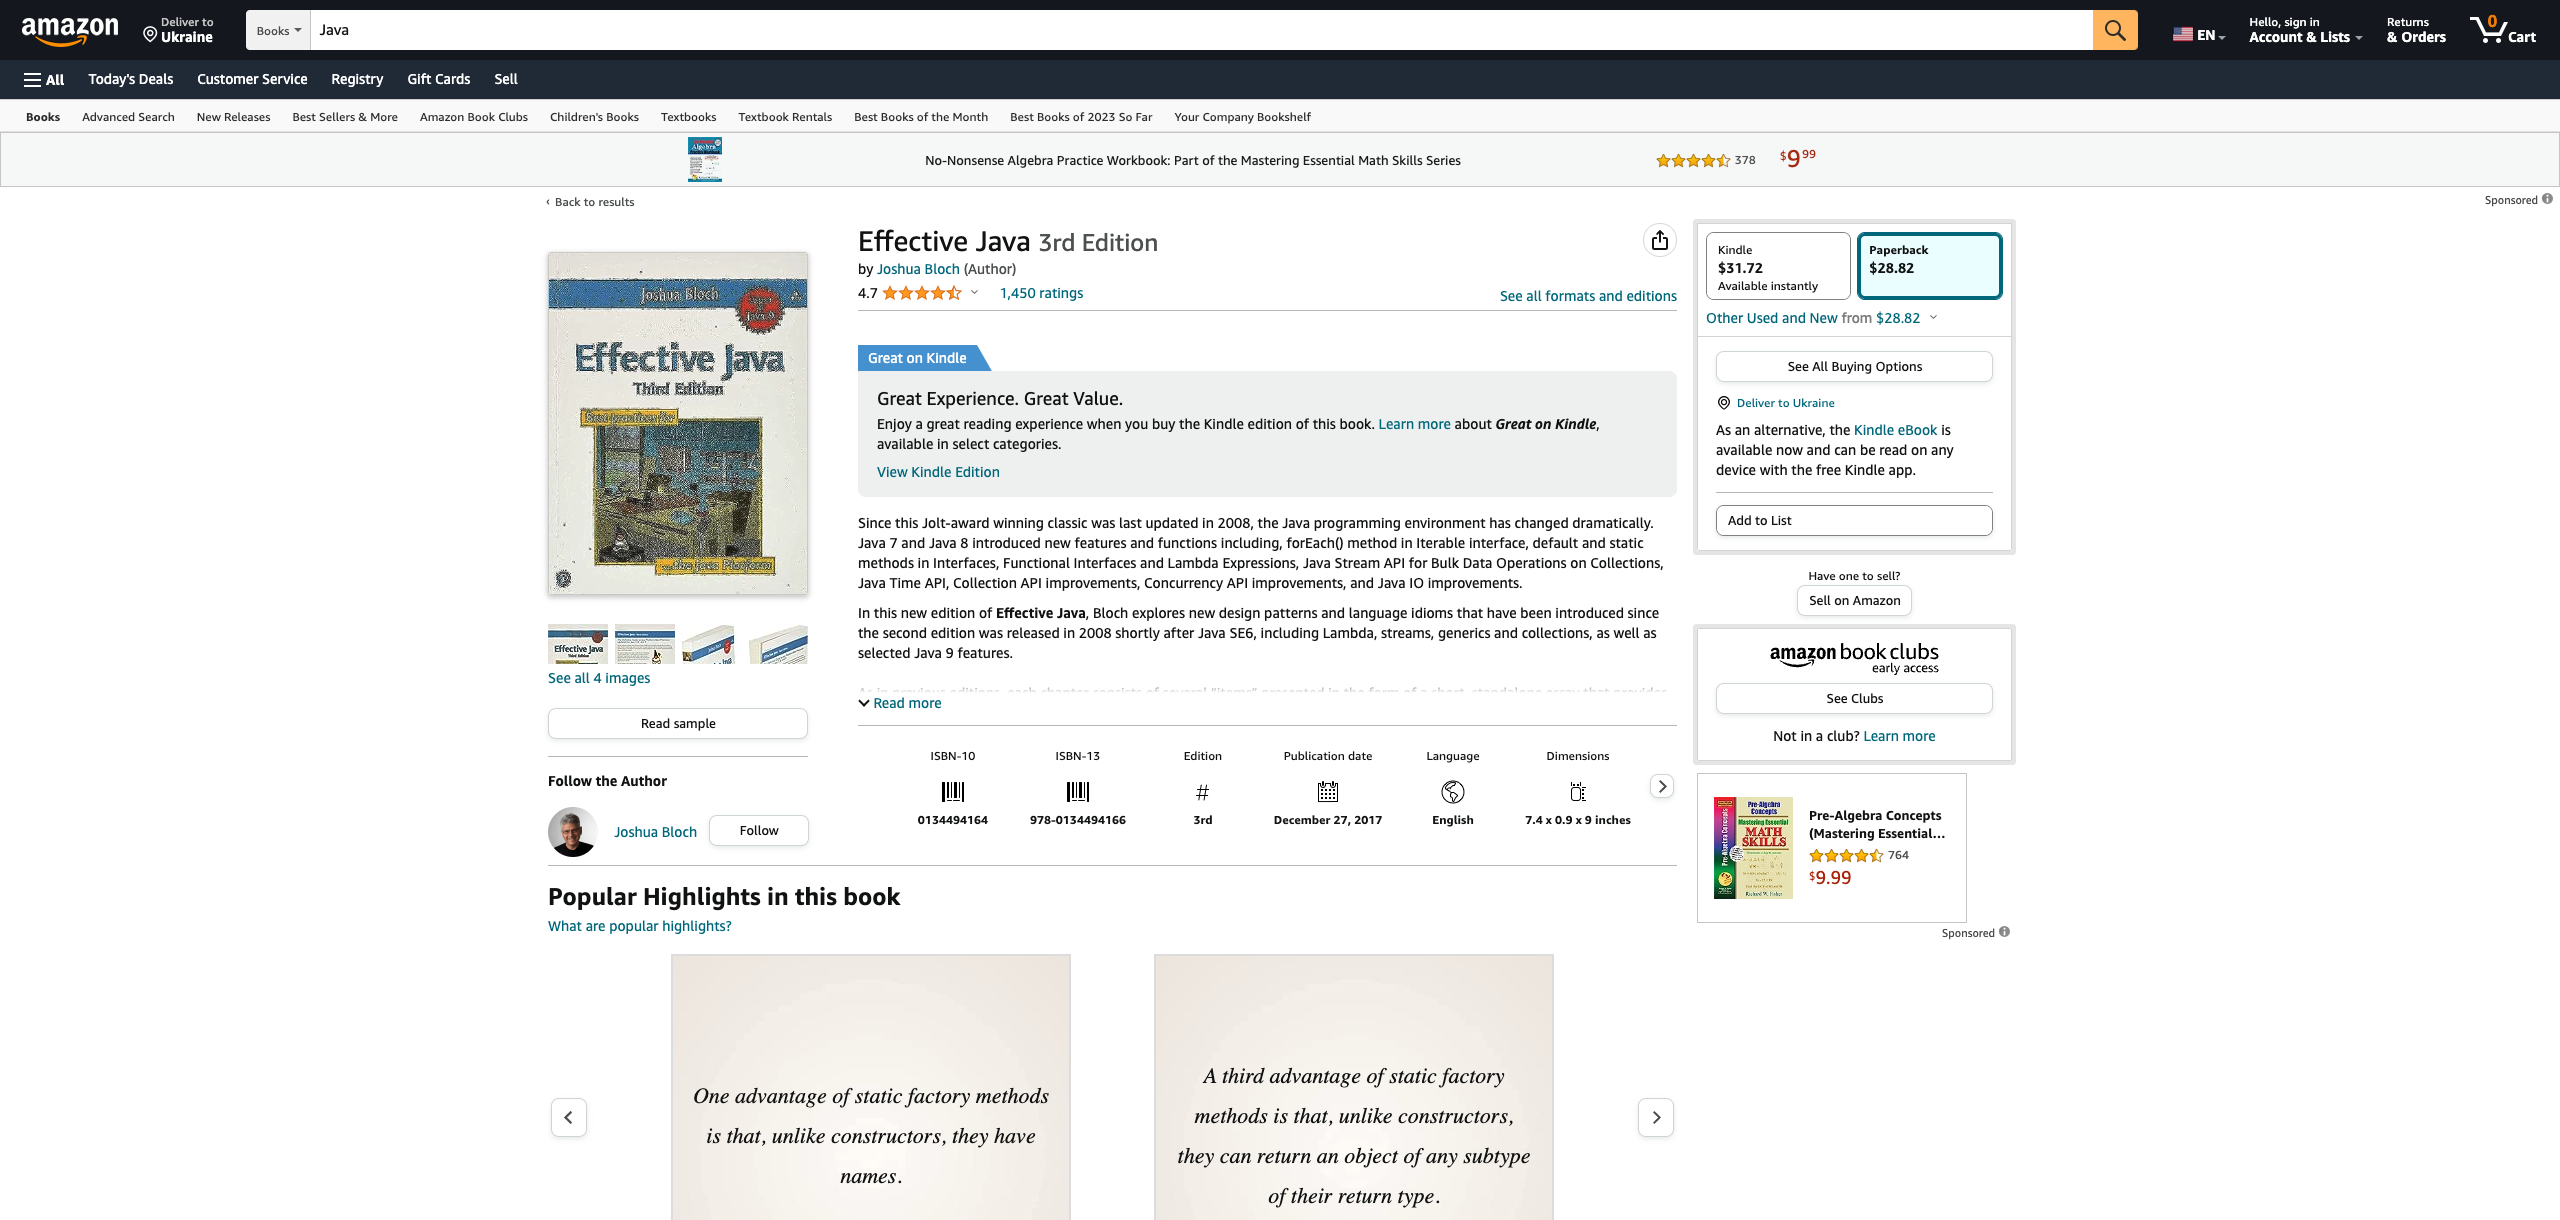 amazon
Deliver to
Ukraine
Books
Java
EN
Hello, sign in
Account & Lists
Returns
& Orders
0
Cart
All
Today's Deals
Customer Service
Registry
Gift Cards
Sell
Books
Advanced Search
New Releases
Best Sellers & More
Amazon Book Clubs
Children's Books
Textbooks
Textbook Rentals
Best Books of the Month
Best Books of 2023 So Far
Your Company Bookshelf
No-Nonsense Algebra Practice Workbook: Part of the Mastering Essential Math Skills Series
378
$9 99
‹ Back to results
Sponsored
Joshua Bloch
Effective Java
Third Edition
...the Java Platform
See all 4 images
Read sample
Follow the Author
Joshua Bloch
Follow
Effective Java 3rd Edition
by Joshua Bloch (Author)
4.7
1,450 ratings
See all formats and editions
Great on Kindle
Great Experience. Great Value.
Enjoy a great reading experience when you buy the Kindle edition of this book. Learn more about Great on Kindle,
available in select categories.
View Kindle Edition
Since this Jolt-award winning classic was last updated in 2008, the Java programming environment has changed dramatically.
Java 7 and Java 8 introduced new features and functions including, forEach() method in Iterable interface, default and static
methods in Interfaces, Functional Interfaces and Lambda Expressions, Java Stream API for Bulk Data Operations on Collections,
Java Time API, Collection API improvements, Concurrency API improvements, and Java IO improvements.
In this new edition of Effective Java, Bloch explores new design patterns and language idioms that have been introduced since
the second edition was released in 2008 shortly after Java SE6, including Lambda, streams, generics and collections, as well as
selected Java 9 features.
Read more
ISBN-10
0134494164
ISBN-13
978-0134494166
Edition
#
3rd
Publication date
December 27, 2017
Language
English
Dimensions
7.4 x 0.9 x 9 inches
Kindle
$31.72
Available instantly
Paperback
$28.82
Other Used and New from $28.82
See All Buying Options
Deliver to Ukraine
As an alternative, the Kindle eBook is
available now and can be read on any
device with the free Kindle app.
Add to List
Have one to sell?
Sell on Amazon
amazon book clubs
early access
See Clubs
Not in a club? Learn more
Pre-Algebra
Concepts
Mastering Essential
MATH
SKILLS
Richard W. Fisher
Pre-Algebra Concepts
(Mastering Essential...
764
$9.99
Sponsored
Popular Highlights in this book
What are popular highlights?
One advantage of static factory methods
is that, unlike constructors, they have
names.
A third advantage of static factory
methods is that, unlike constructors,
they can return an object of any subtype
of their return type.